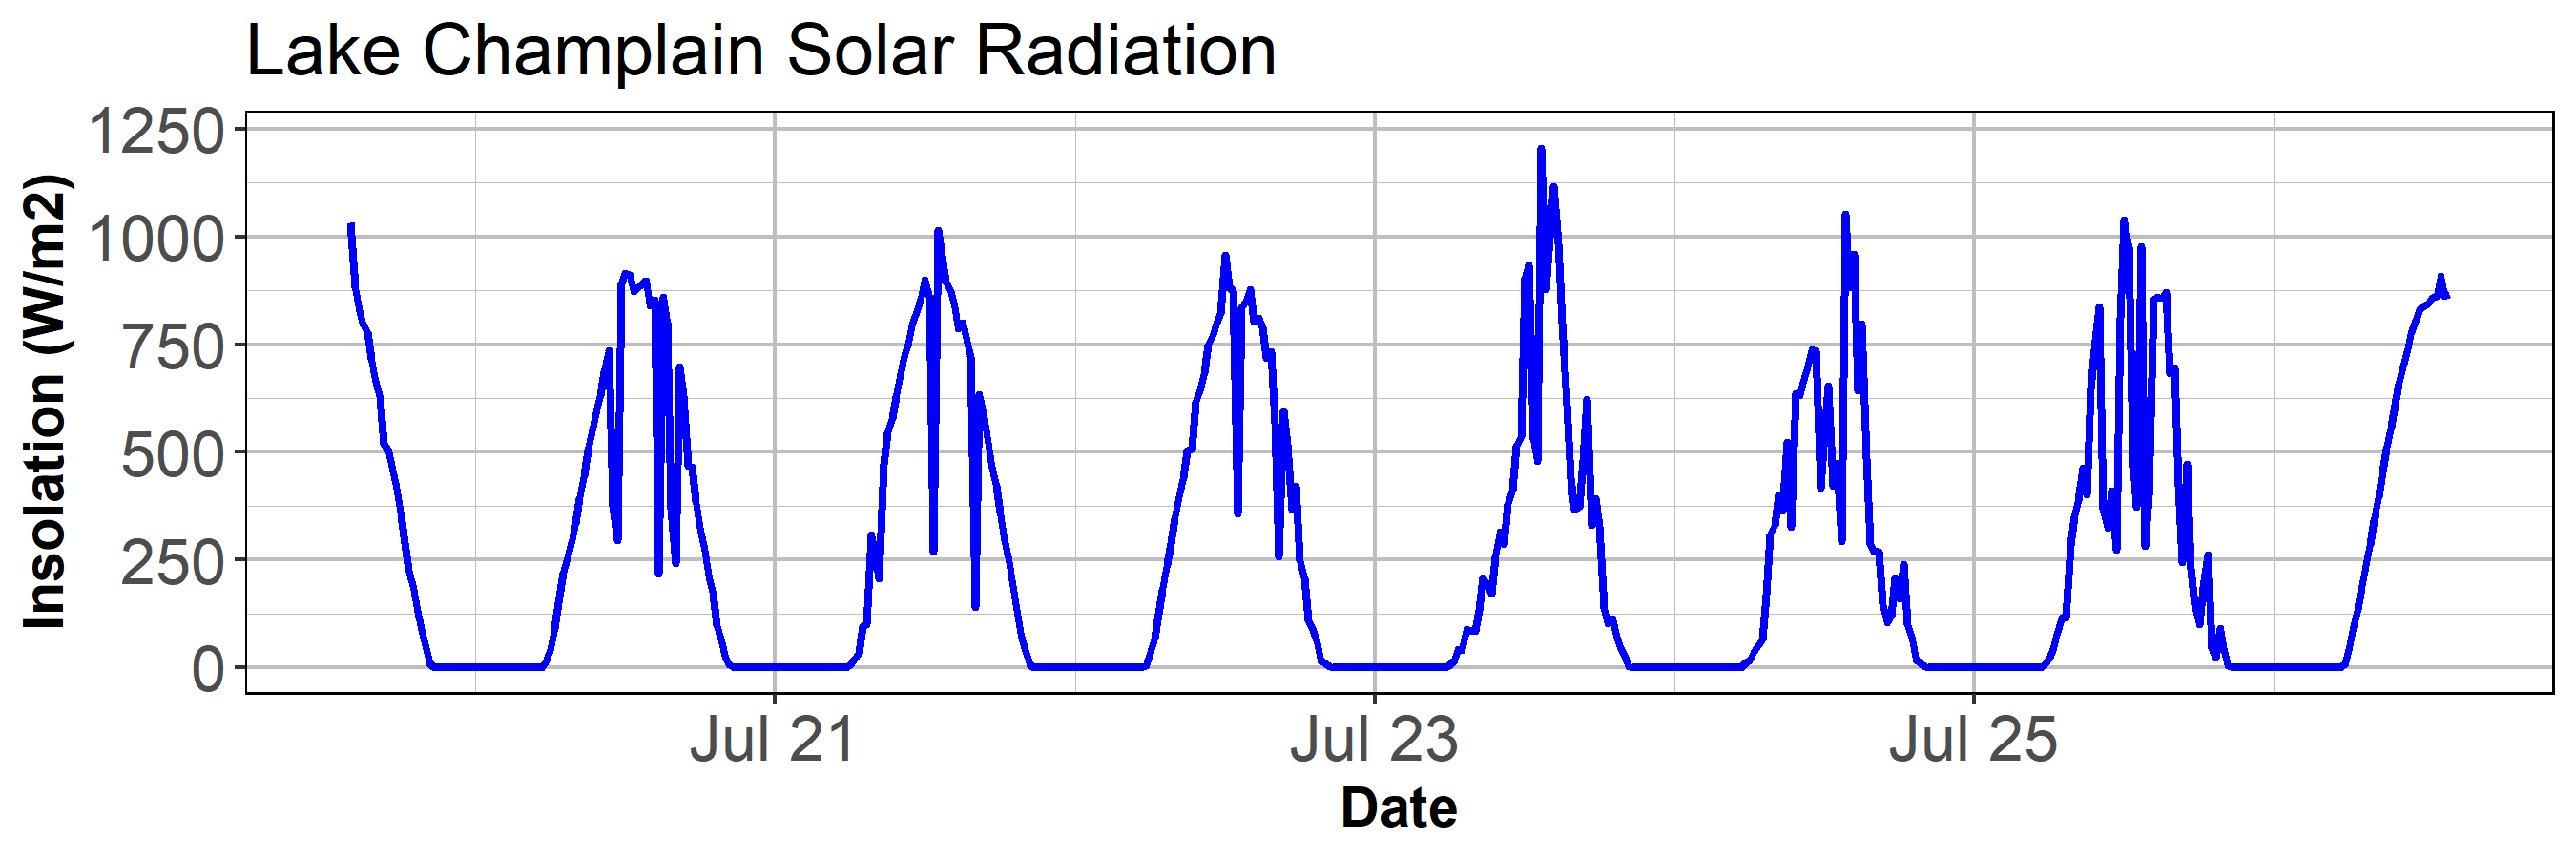 Lake Champlain Solar Radiation
1250
1000
750
500
250
0
Insolation (W/m2)
Jul 21
Jul 23
Jul 25
Date